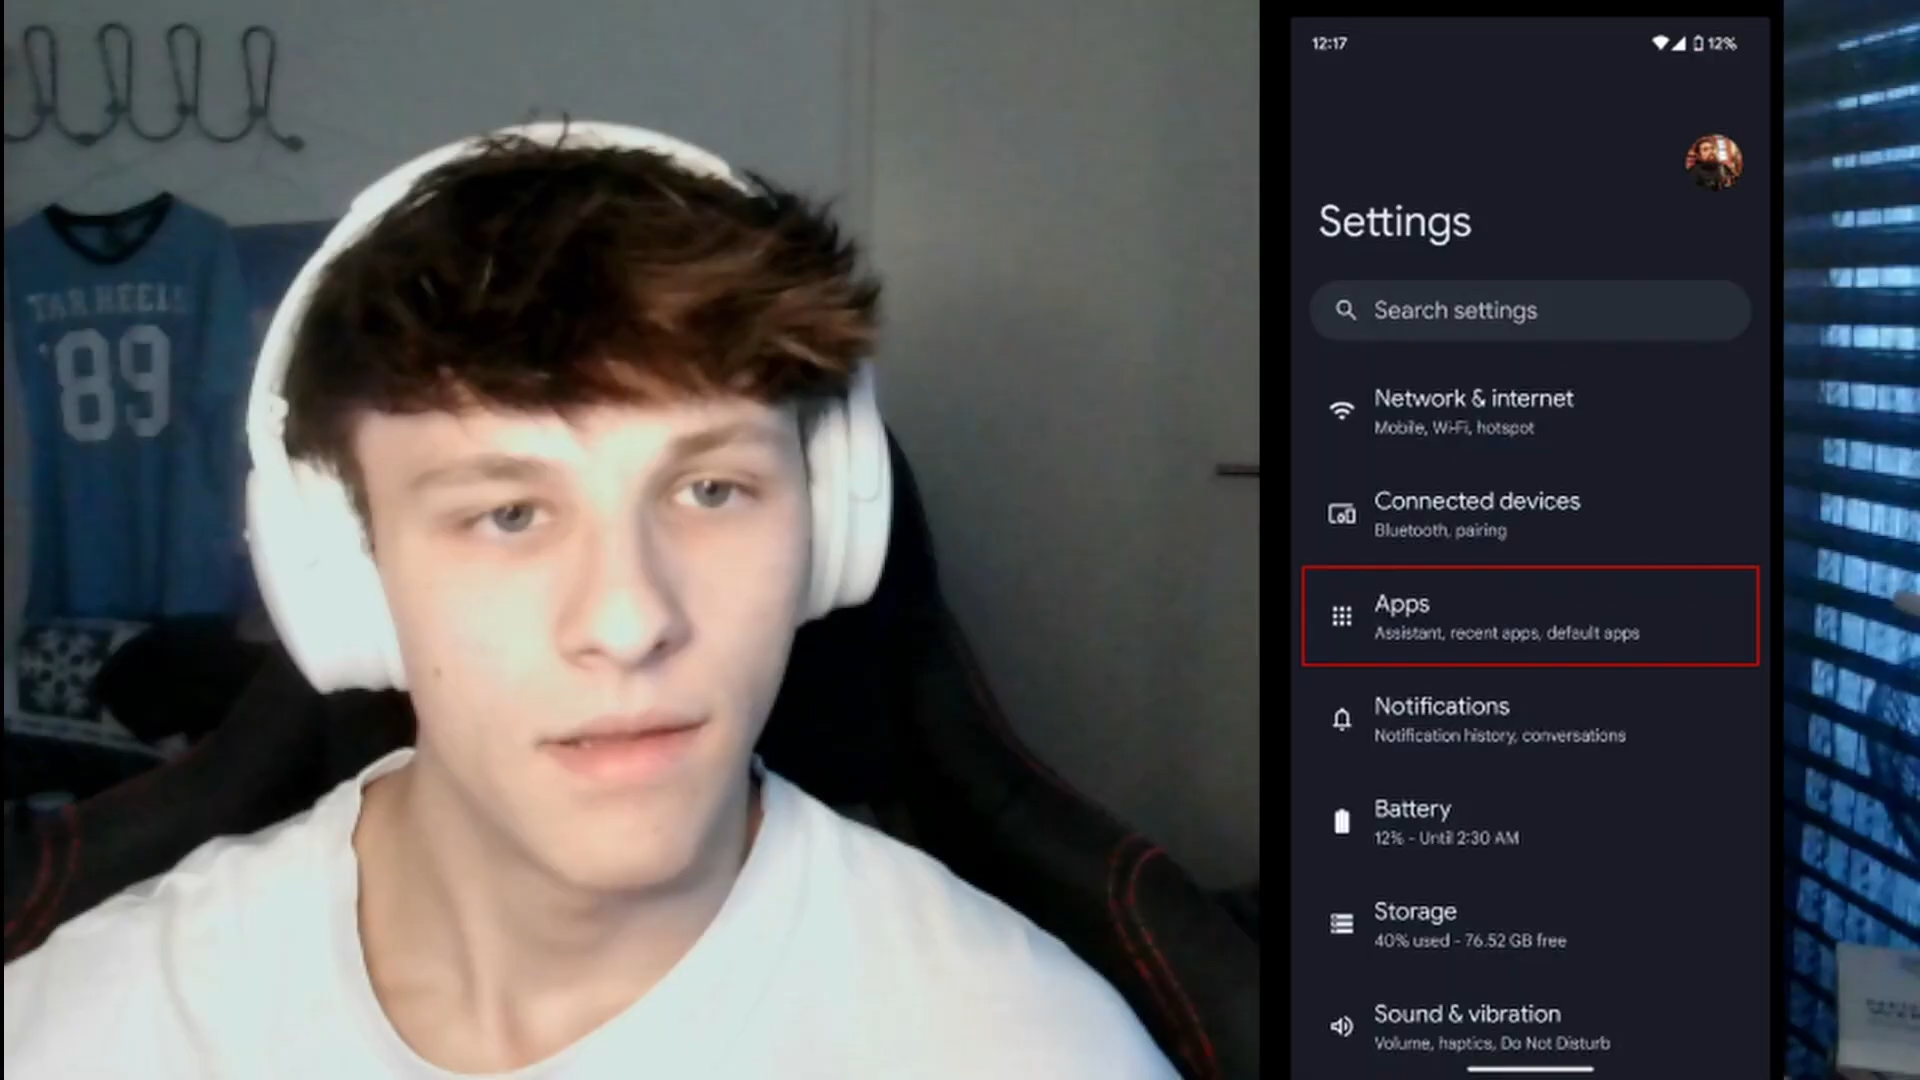 TAR HEELS
'89
12:17
12%
Settings
Search settings
Network & internet
Mobile, Wi-Fi, hotspot
Connected devices
Bluetooth, pairing
Apps
Assistant, recent apps, default apps
Notifications
Notification history, conversations
Battery
12% - Until 2:30 AM
Storage
40% used - 76.52 GB free
Sound & vibration
Volume, haptics, Do Not Disturb